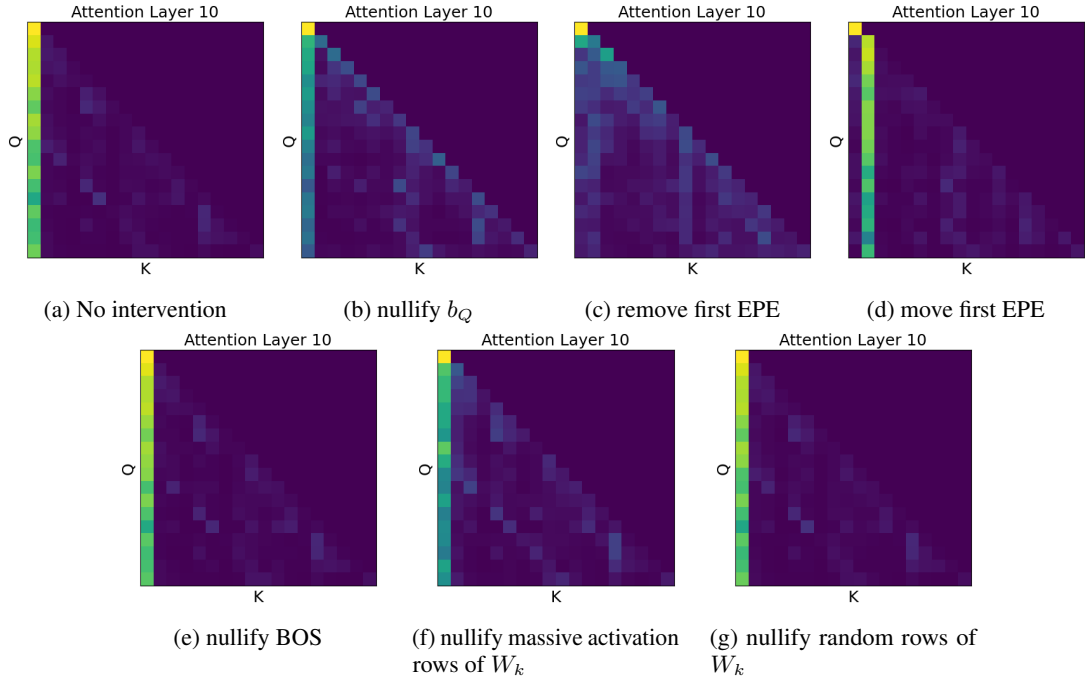 Attention Layer 10
Q
K
(a) No intervention
Attention Layer 10
K
(b) nullify $b_Q$
Attention Layer 10
Q
K
(c) remove first EPE
Attention Layer 10
Q
K
(d) move first EPE
Attention Layer 10
Q
K
(e) nullify BOS
Attention Layer 10
Q
K
(f) nullify massive activation
rows of $W_k$
Attention Layer 10
Q
K
(g) nullify random rows of
$W_k$